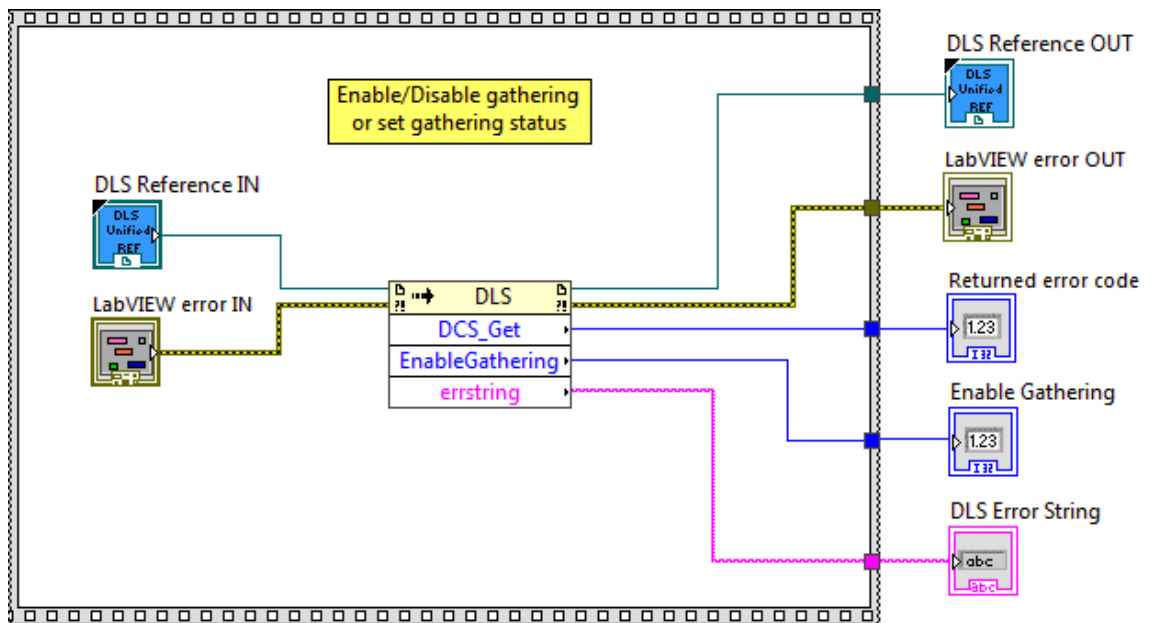 DLS Reference OUT
DLS
Unified
REF
Enable/Disable gathering
or set gathering status
LabVIEW error OUT
DLS Reference IN
DLS
Unified
REF
Returned error code
1.23
I32
LabVIEW error IN
?!
DLS
?!
DCS_Get
EnableGathering
errstring
Enable Gathering
1.23
I32
DLS Error String
abc
abc